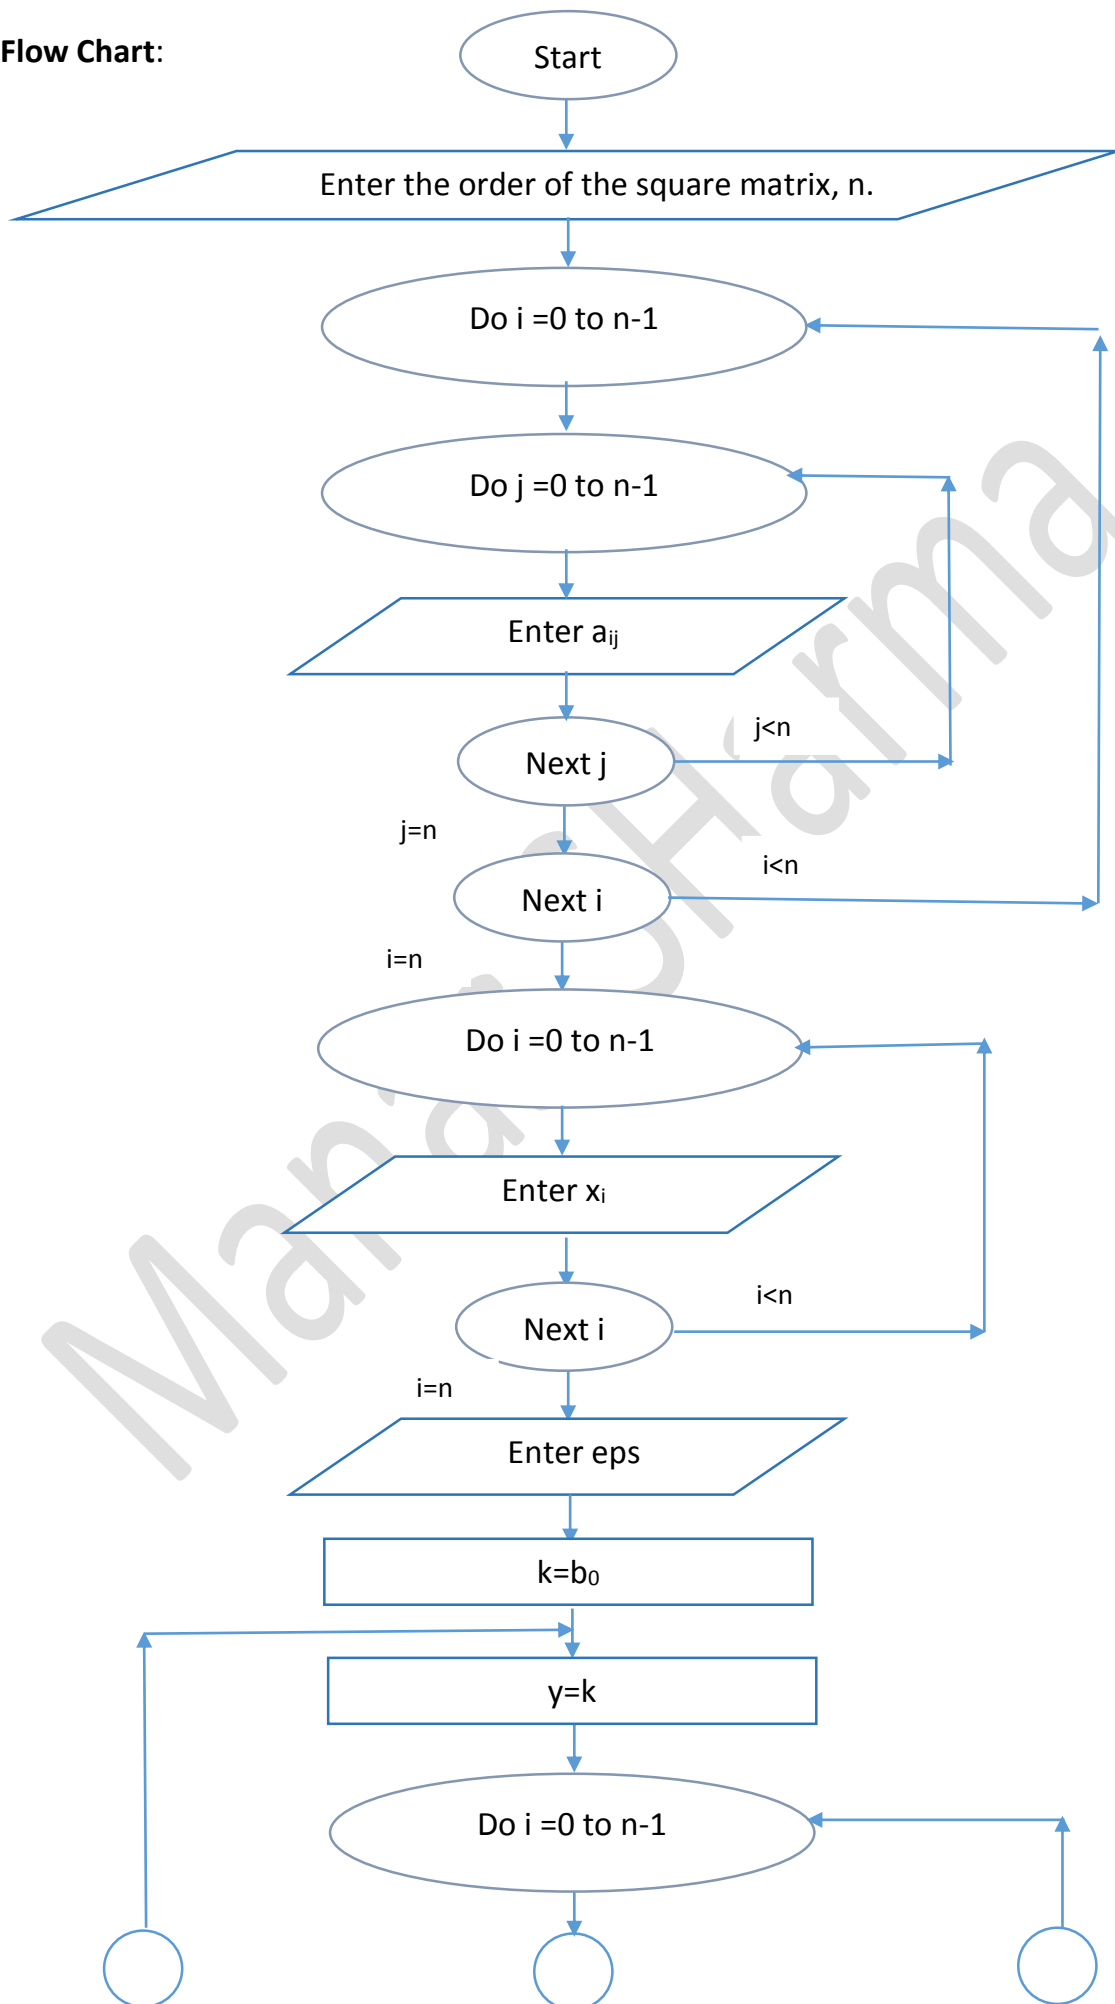 Flow Chart:
Start
Enter the order of the square matrix, n.
Do i =0 to n-1
Do j =0 to n-1
Enter aij
j<n
Next j
j=n
i<n
Next i
i=n
Do i =0 to n-1
Enter xi
i<n
Next i
i=n
Enter eps
k=b0
y=k
Do i =0 to n-1